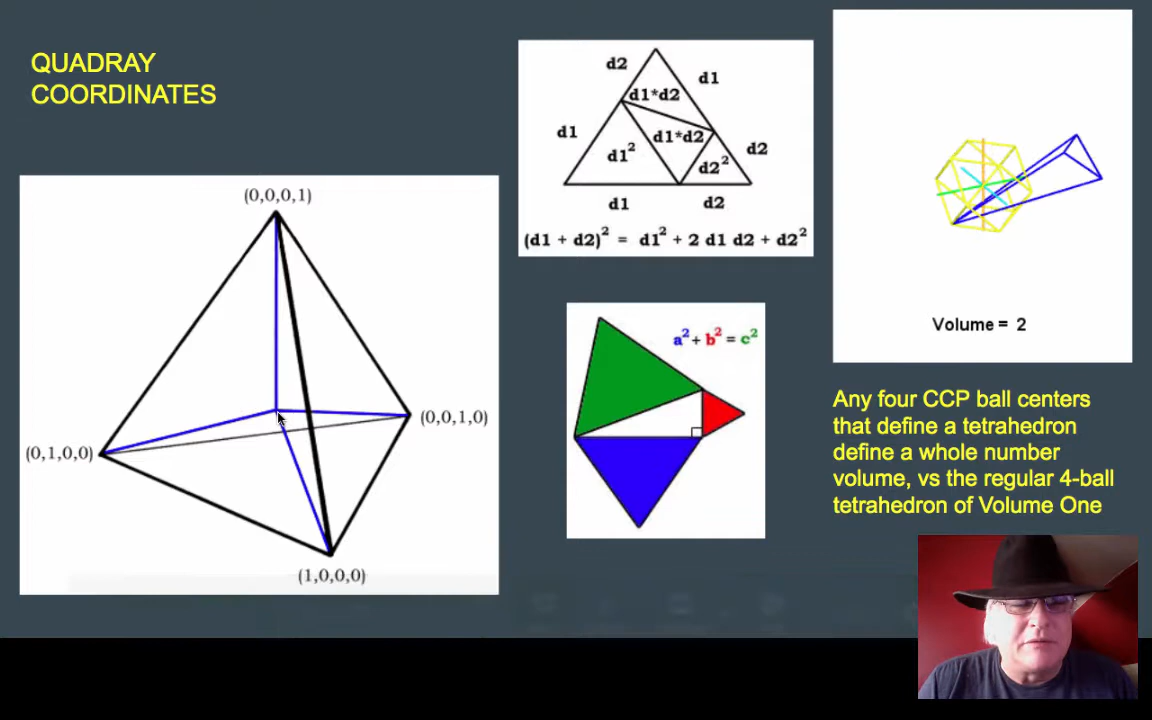 QUADRAY
COORDINATES
(0,0,0,1)
(0,1,0,0)
(0,0,1,0)
(1,0,0,0)
d2
d1
d1*d2
d1
d1*d2
d1²
d2²
d2
d1
d2
(d1 + d2)² = d1² + 2 d1 d2 + d2²
a² + b² = c²
Volume = 2
Any four CCP ball centers
that define a tetrahedron
define a whole number
volume, vs the regular 4-ball
tetrahedron of Volume One